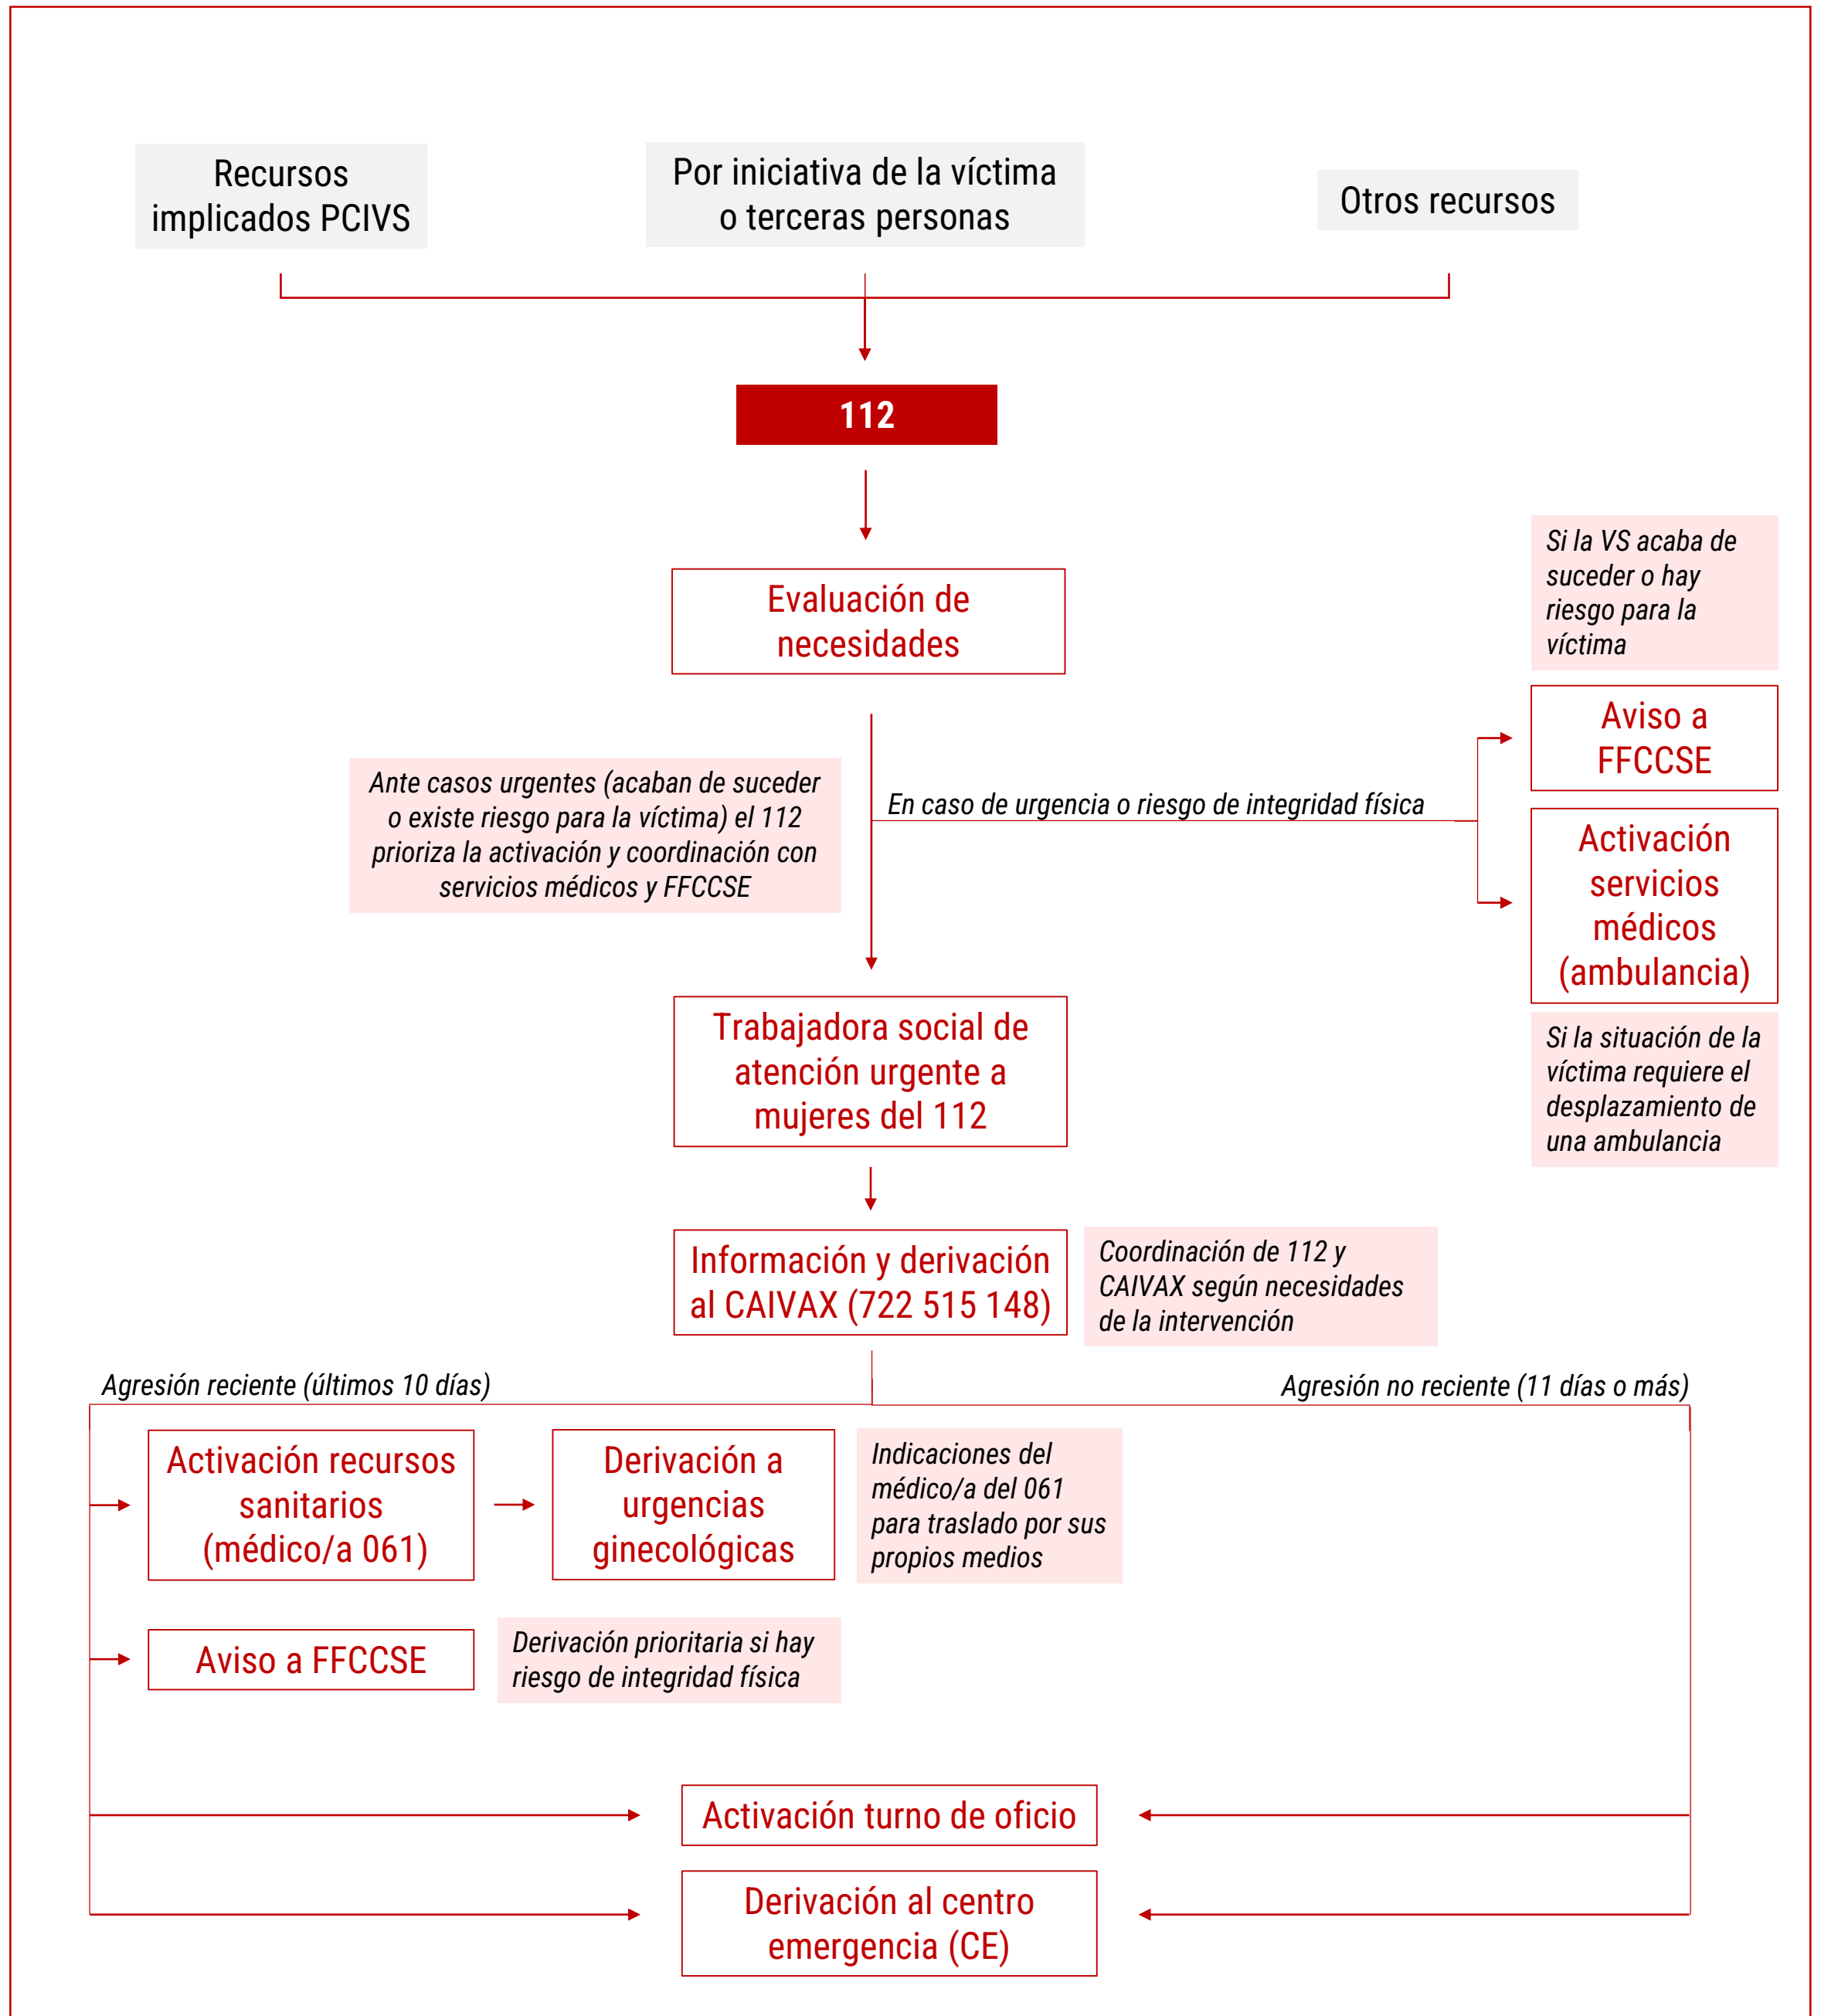 Recursos
implicados PCIVS
Por iniciativa de la víctima
o terceras personas
Otros recursos
112
Evaluación de
necesidades
Si la VS acaba de
suceder o hay
riesgo para la
víctima
Aviso a
FFCCSE
Ante casos urgentes (acaban de suceder
o existe riesgo para la víctima) el 112
prioriza la activación y coordinación con
servicios médicos y FFCCSE
En caso de urgencia o riesgo de integridad física
Activación
servicios
médicos
(ambulancia)
Si la situación de la
víctima requiere el
desplazamiento de
una ambulancia
Trabajadora social de
atención urgente a
mujeres del 112
Información y derivación
al CAIVAX (722 515 148)
Coordinación de 112 y
CAIVAX según necesidades
de la intervención
Agresión reciente (últimos 10 días)
Agresión no reciente (11 días o más)
Activación recursos
sanitarios
(médico/a 061)
Derivación a
urgencias
ginecológicas
Indicaciones del
médico/a del 061
para traslado por sus
propios medios
Aviso a FFCCSE
Derivación prioritaria si hay
riesgo de integridad física
Activación turno de oficio
Derivación al centro
emergencia (CE)